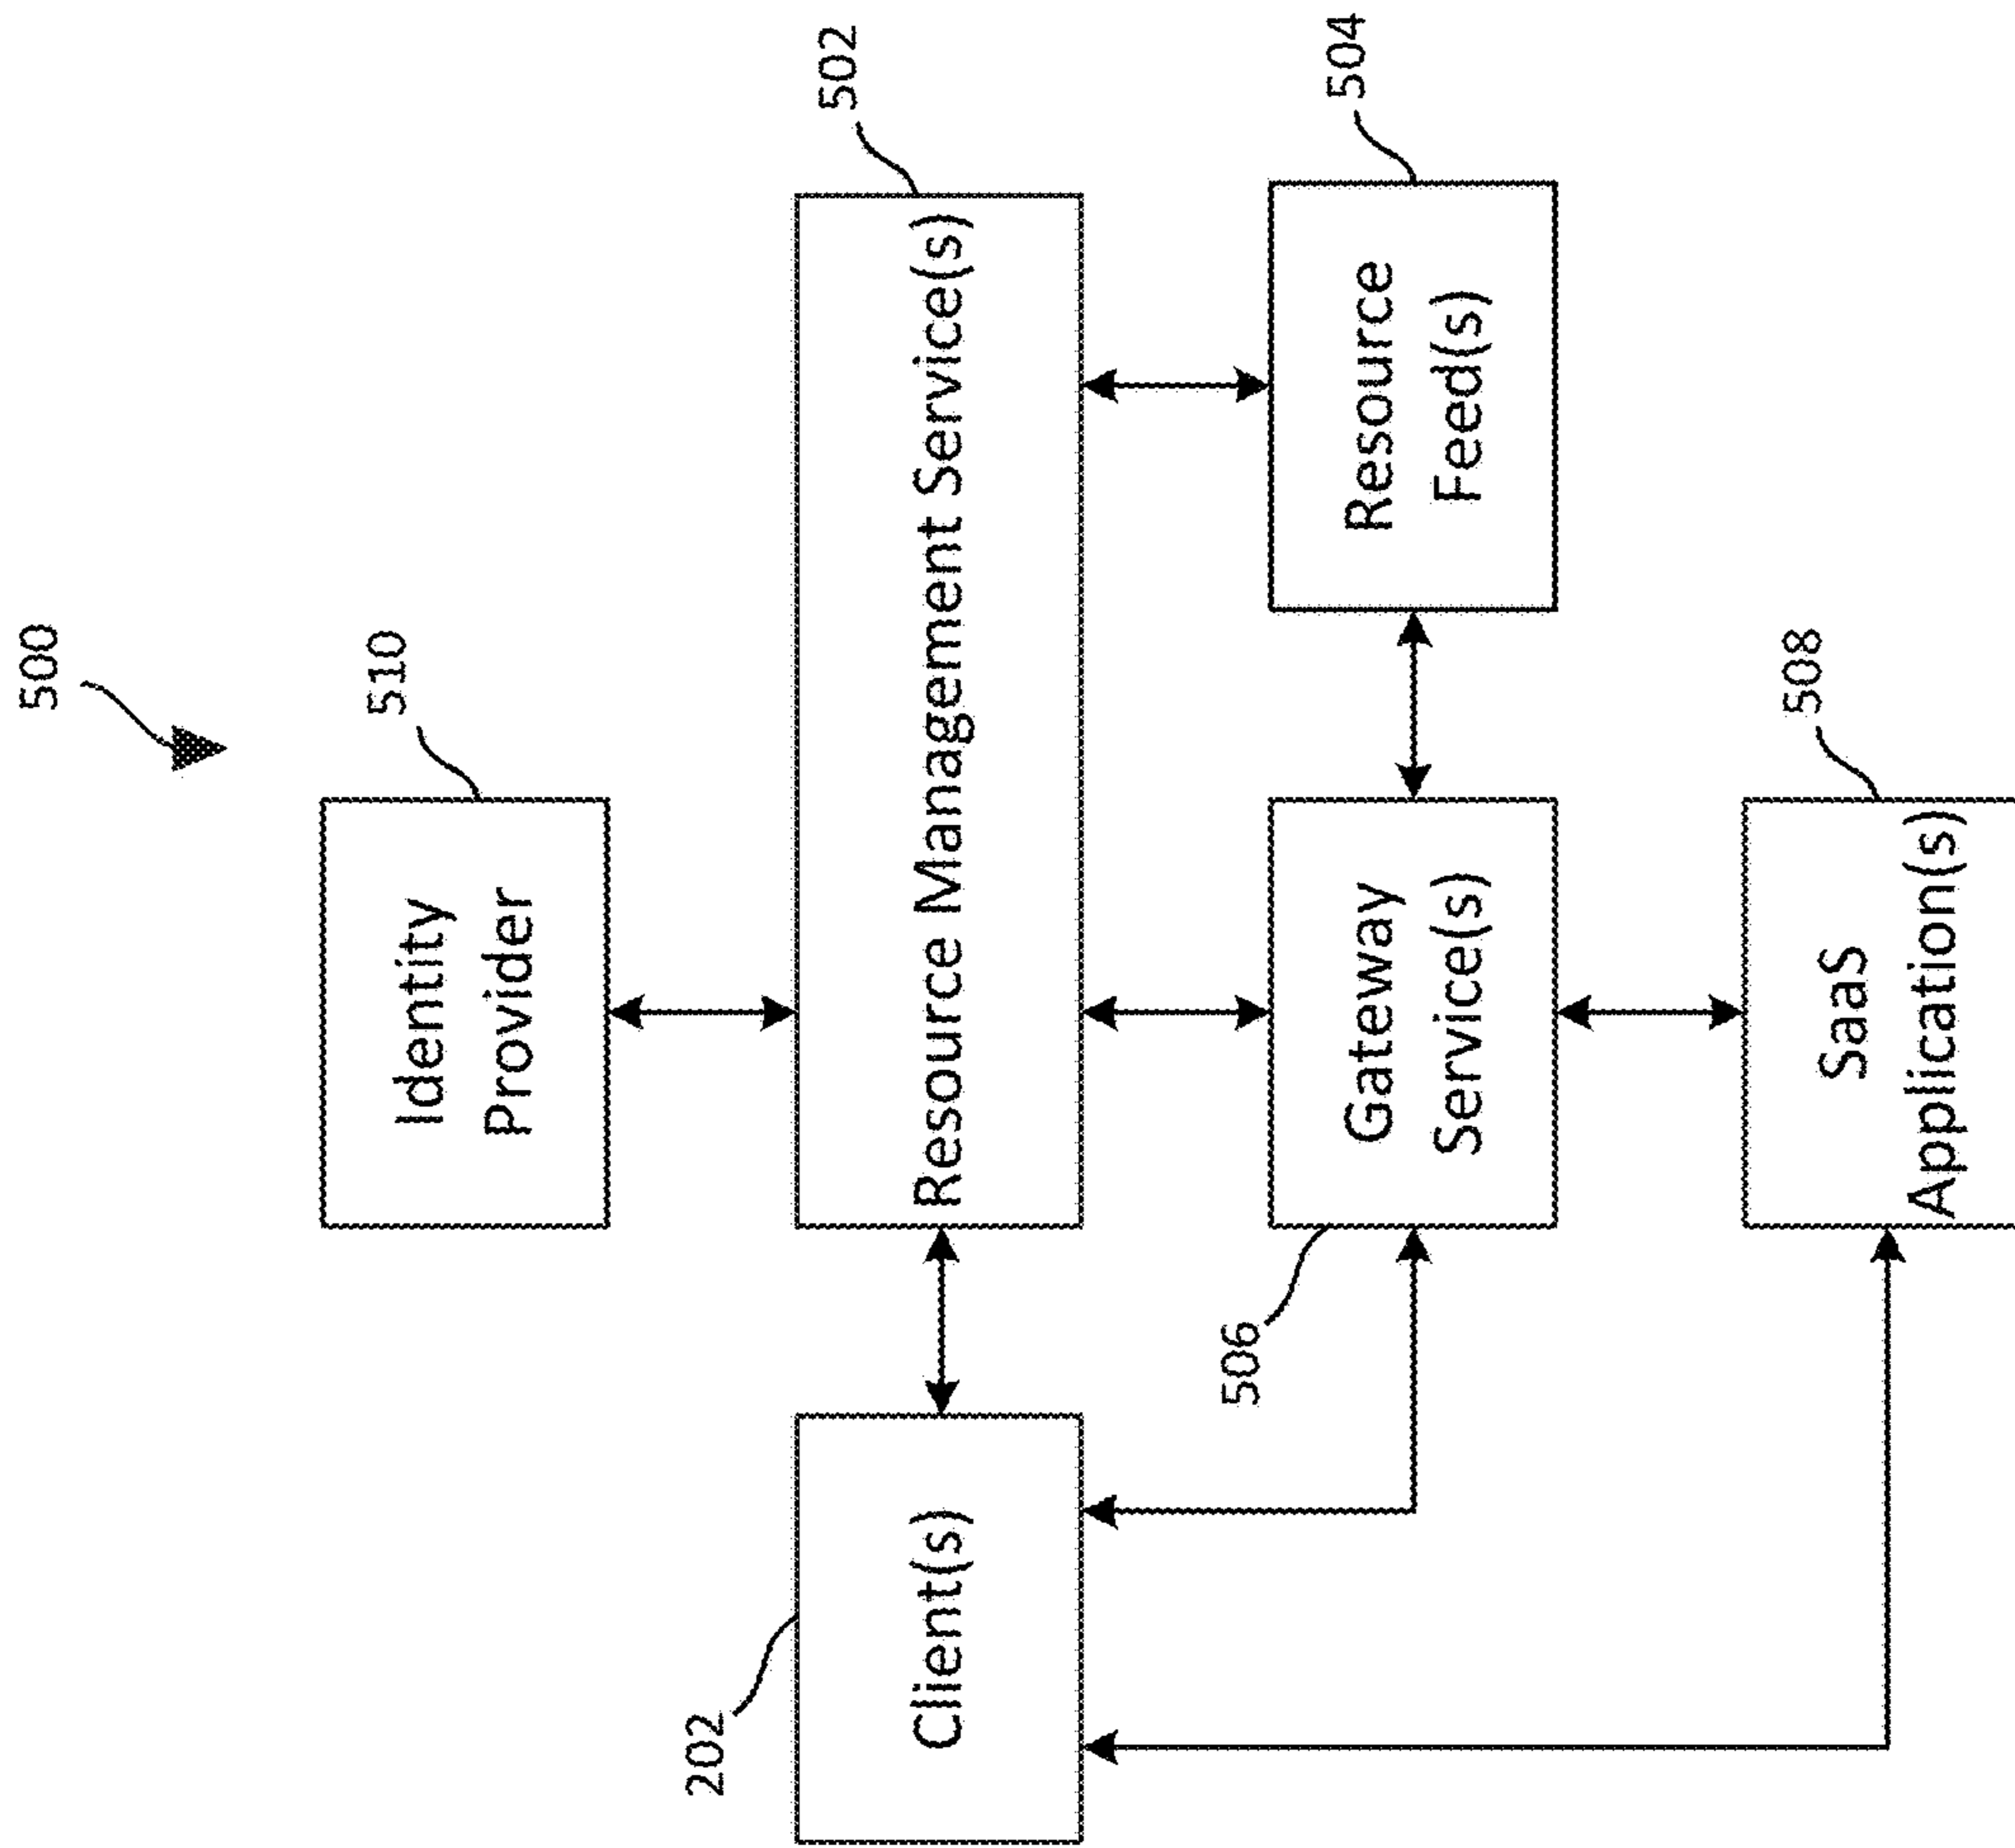 500
510
Identity
Provider
502
Resource Management Service(s)
202
Client(s)
504
Resource
Feed(s)
506
Gateway
Service(s)
508
SaaS
Application(s)